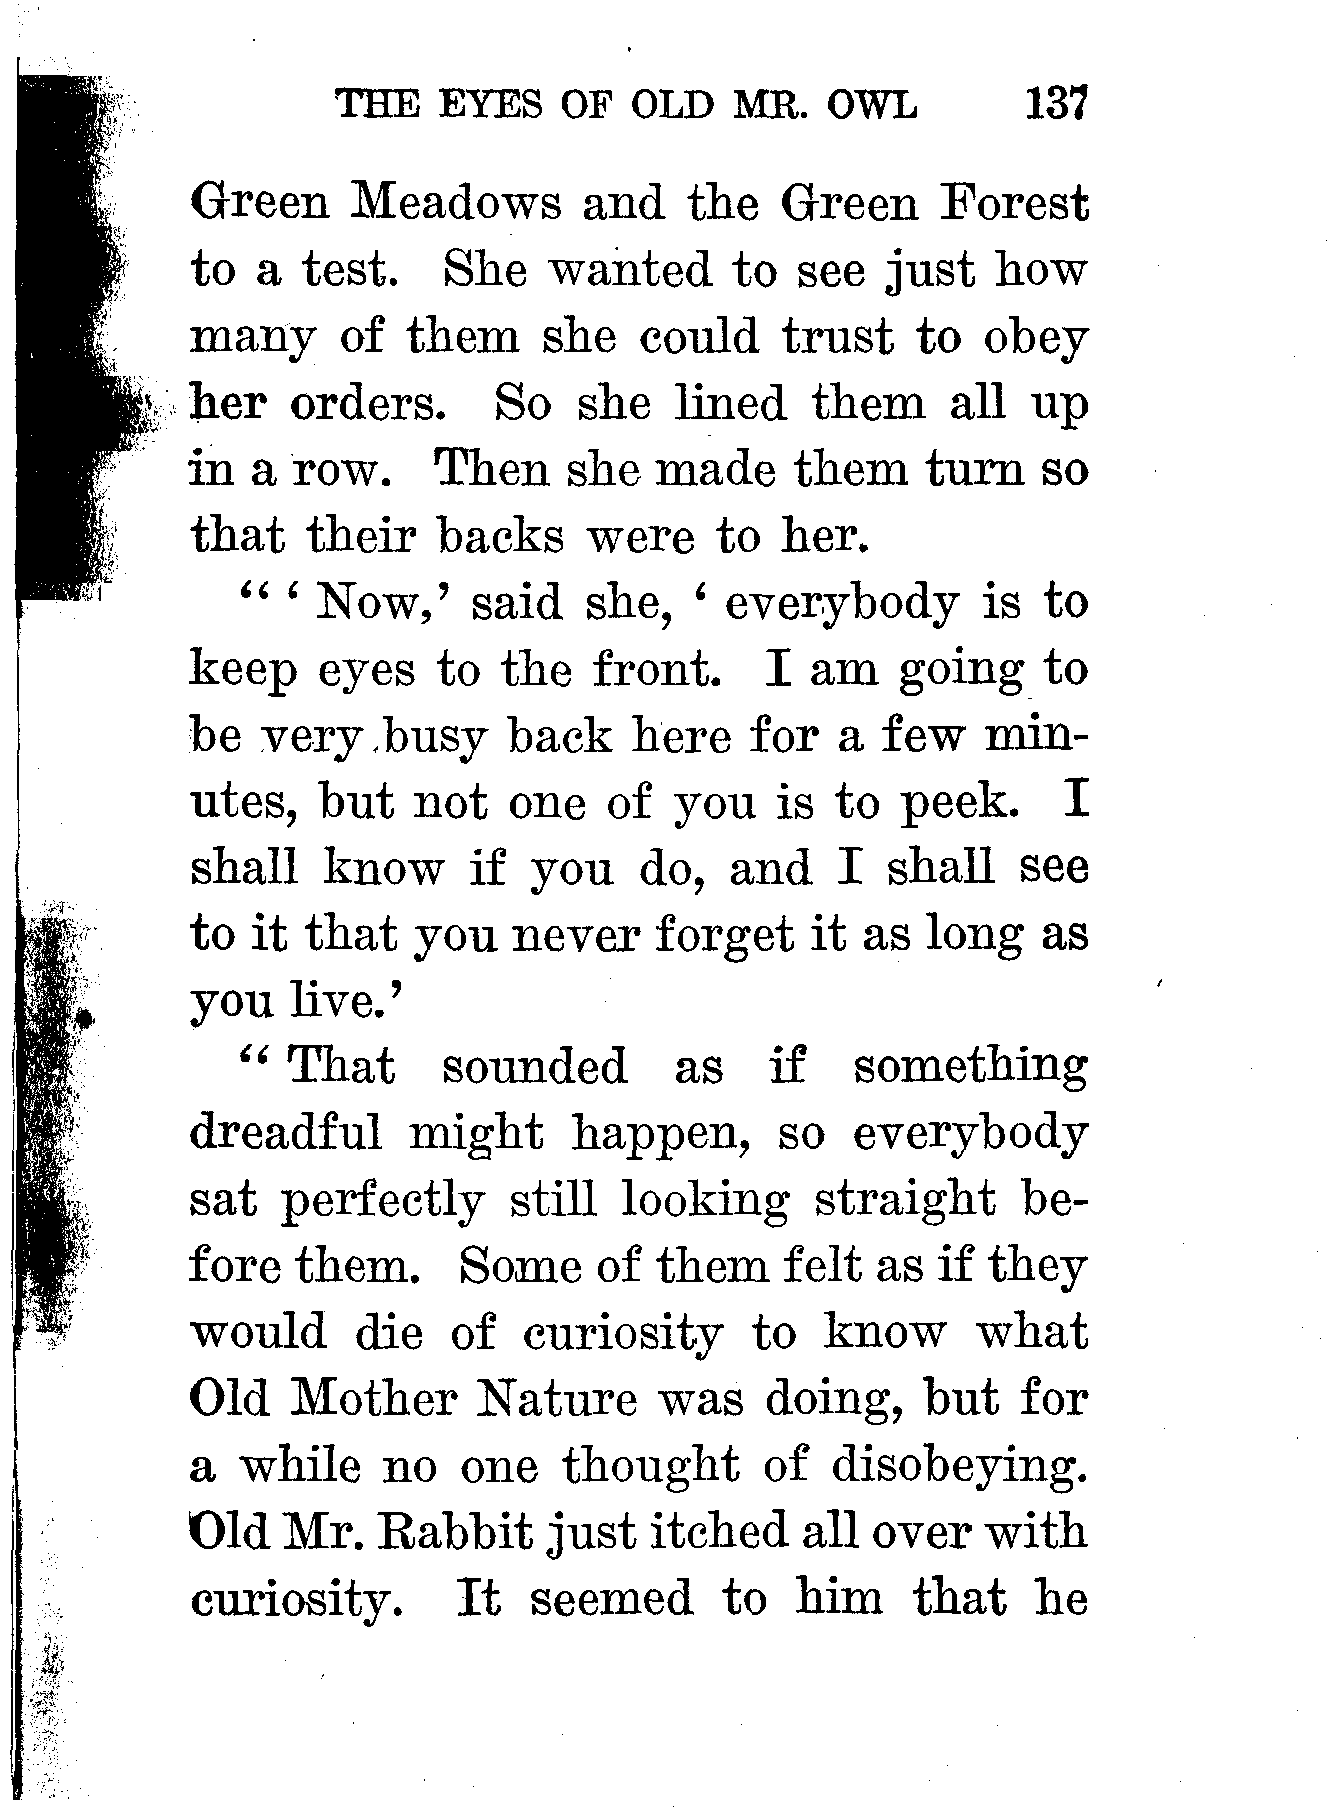 THE EYES OF OLD MR. OWL 137
Green Meadows and the Green Forest
to a test. She wanted to see just how
many of them she could trust to obey
her orders. So she lined them all up
in a row. Then she made them turn so
that their backs were to her.
“ ‘ Now,’ said she, ‘ everybody is to
keep eyes to the front. I am going to
be very busy back here for a few min-
utes, but not one of you is to peek. I
shall know if you do, and I shall see
to it that you never forget it as long as
you live.’
“ That sounded as if something
dreadful might happen, so everybody
sat perfectly still looking straight be-
fore them. Some of them felt as if they
would die of curiosity to know what
Old Mother Nature was doing, but for
a while no one thought of disobeying.
Old Mr. Rabbit just itched all over with
curiosity. It seemed to him that he